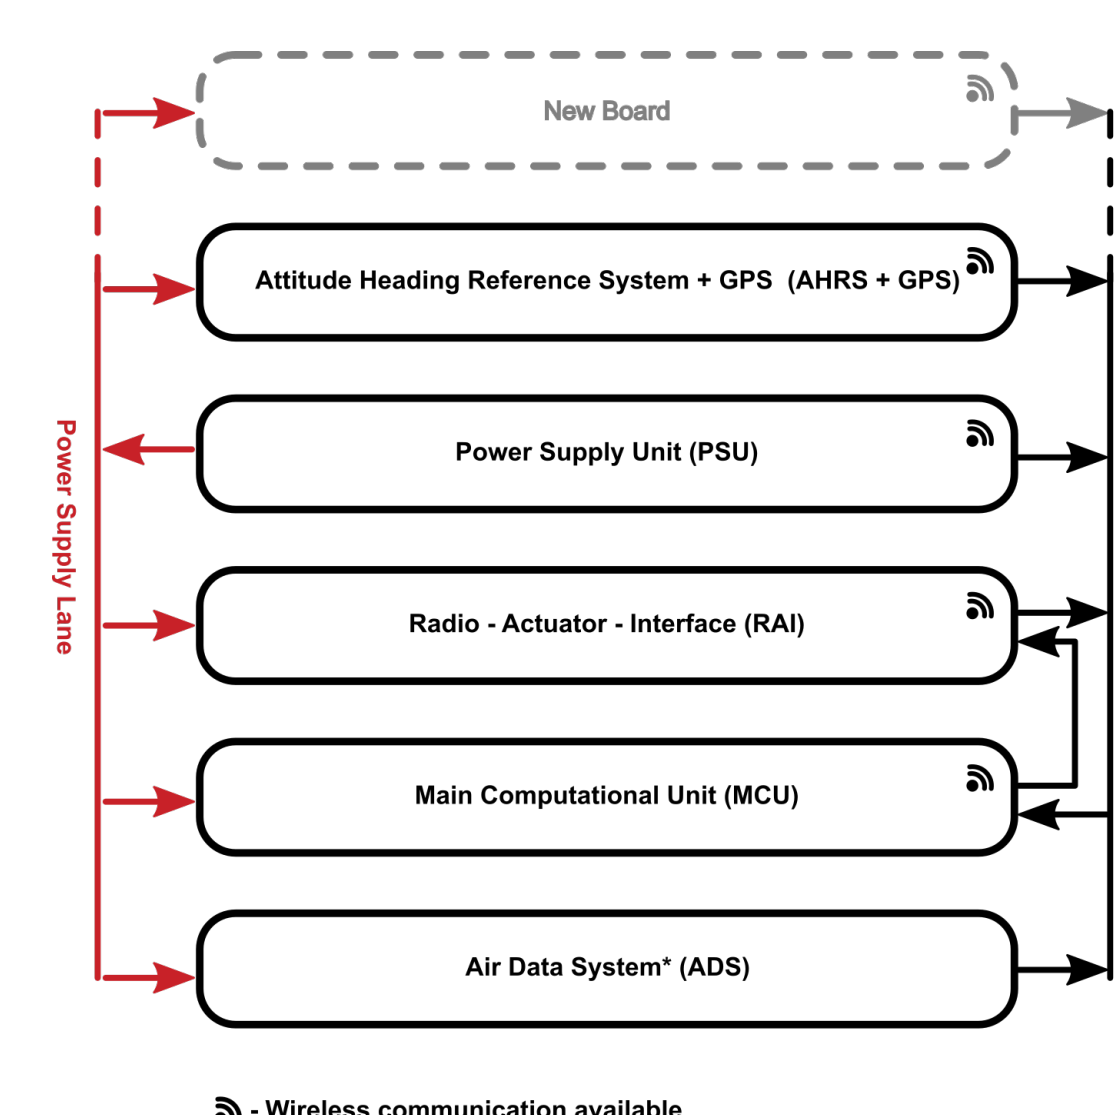 New Board
Attitude Heading Reference System + GPS (AHRS + GPS)
Power Supply Unit (PSU)
Power Supply Lane
Radio - Actuator - Interface (RAI)
Main Computational Unit (MCU)
Air Data System* (ADS)
- Wireless communication available